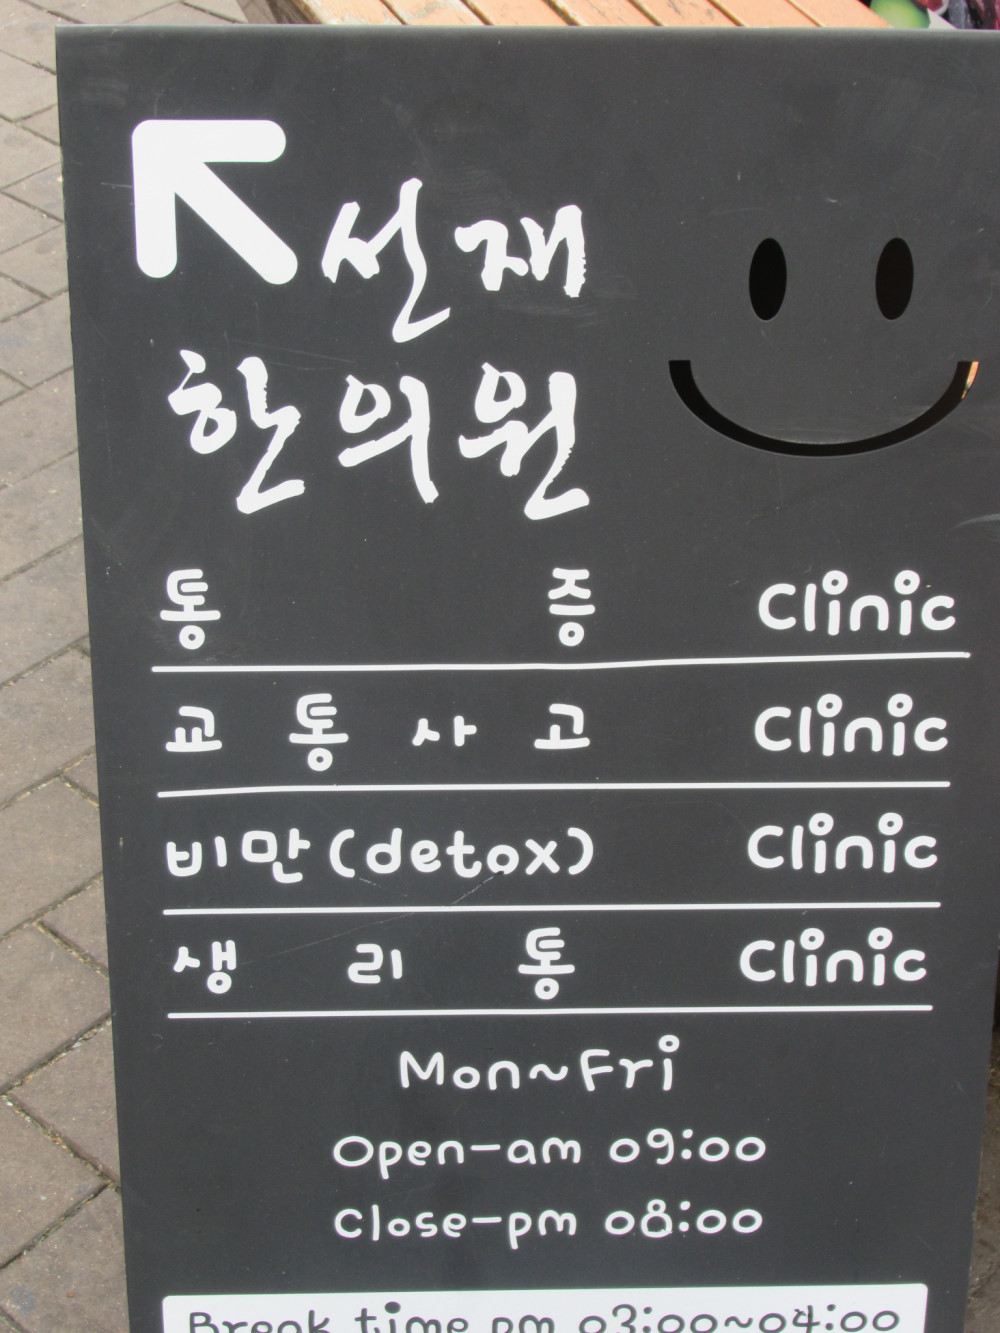 선재
한의원
통 증 Clinic
교 통 사 고 Clinic
비만(detox) Clinic
생 리 통 Clinic
Mon~Fri
Open-am 09:00
Close-pm 08:00
Break time pm 03:00~04:00